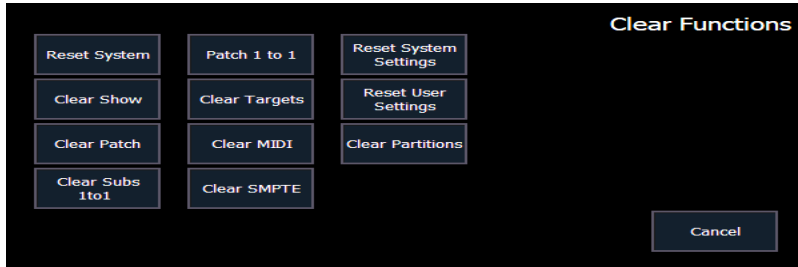 Clear Functions
Reset System
Patch 1 to 1
Reset System
Settings
Clear Show
Clear Targets
Reset User
Settings
Clear Patch
Clear MIDI
Clear Partitions
Clear Subs
1to1
Clear SMPTE
Cancel